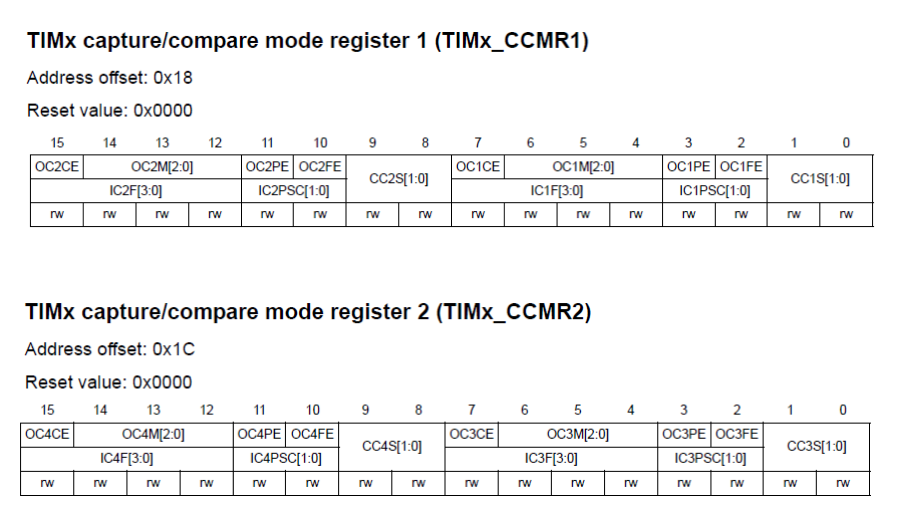 TIMx capture/compare mode register 1 (TIMx_CCMR1)
Address offset: 0x18
Reset value: 0x0000
15 14 13 12 11 10 9 8 7 6 5 4 3 2 1 0
OC2CE OC2M[2:0] OC2PE OC2FE CC2S[1:0] OC1CE OC1M[2:0] OC1PE OC1FE CC1S[1:0]
IC2F[3:0] IC2PSC[1:0] IC1F[3:0] IC1PSC[1:0]
rw rw rw rw rw rw rw rw rw rw rw rw rw rw rw rw
TIMx capture/compare mode register 2 (TIMx_CCMR2)
Address offset: 0x1C
Reset value: 0x0000
15 14 13 12 11 10 9 8 7 6 5 4 3 2 1 0
OC4CE OC4M[2:0] OC4PE OC4FE CC4S[1:0] OC3CE OC3M[2:0] OC3PE OC3FE CC3S[1:0]
IC4F[3:0] IC4PSC[1:0] IC3F[3:0] IC3PSC[1:0]
rw rw rw rw rw rw rw rw rw rw rw rw rw rw rw rw